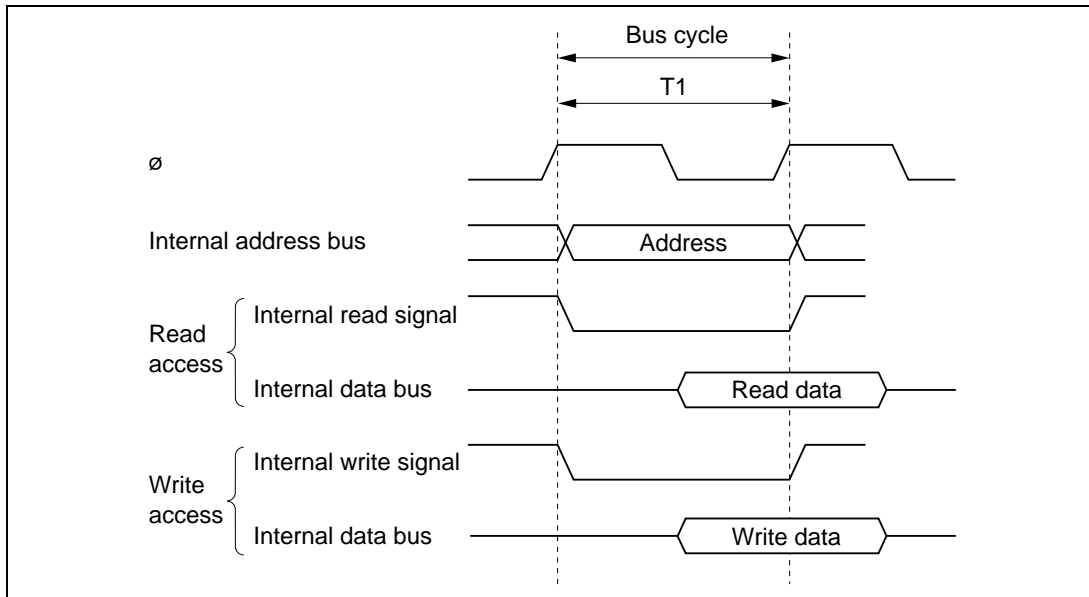 Bus cycle
T1
ø
Internal address bus
Address
Read
access
Internal read signal
Internal data bus
Read data
Write
access
Internal write signal
Internal data bus
Write data